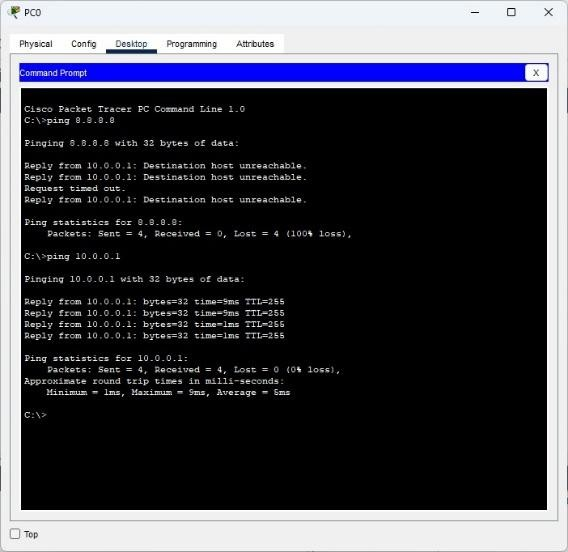 PC0
Physical Config Desktop Programming Attributes
Command Prompt
X
Cisco Packet Tracer PC Command Line 1.0
C:\>ping 8.8.8.8
Pinging 8.8.8.8 with 32 bytes of data:
Reply from 10.0.0.1: Destination host unreachable.
Reply from 10.0.0.1: Destination host unreachable.
Request timed out.
Reply from 10.0.0.1: Destination host unreachable.
Ping statistics for 8.8.8.8:
Packets: Sent = 4, Received = 0, Lost = 4 (100% loss),
C:\>ping 10.0.0.1
Pinging 10.0.0.1 with 32 bytes of data:
Reply from 10.0.0.1: bytes=32 time=9ms TTL=255
Reply from 10.0.0.1: bytes=32 time=9ms TTL=255
Reply from 10.0.0.1: bytes=32 time=1ms TTL=255
Reply from 10.0.0.1: bytes=32 time=1ms TTL=255
Ping statistics for 10.0.0.1:
Packets: Sent = 4, Received = 4, Lost = 0 (0% loss),
Approximate round trip times in milli-seconds:
Minimum = 1ms, Maximum = 9ms, Average = 5ms
C:\>
Top